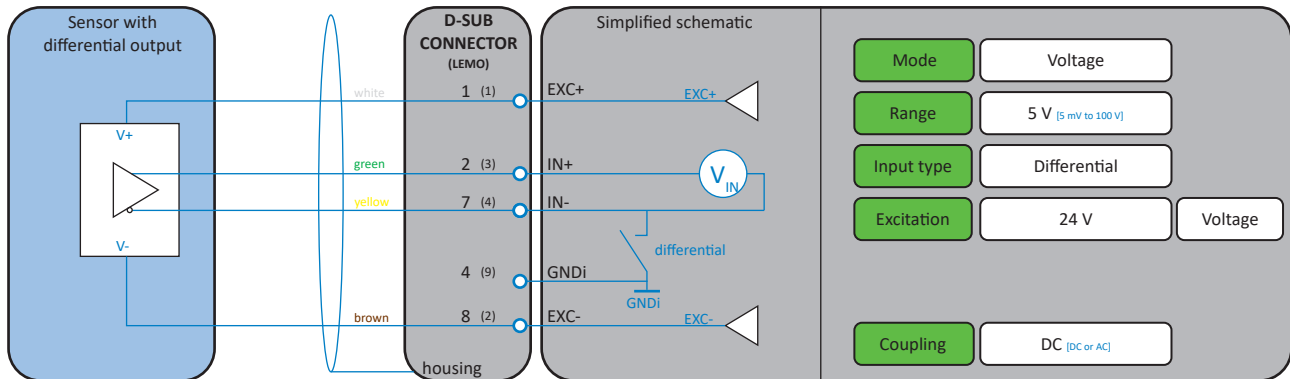 Sensor with
differential output
D-SUB
CONNECTOR
(LEMO)
Simplified schematic
white
1 (1)
EXC+
EXC+
V+
green
2 (3)
IN+
VIN
yellow
7 (4)
IN-
V-
differential
4 (9)
GNDi
GNDi
brown
8 (2)
EXC-
EXC-
housing
Mode
Voltage
Range
5 V [5 mV to 100 V]
Input type
Differential
Excitation
24 V
Voltage
Coupling
DC [DC or AC]